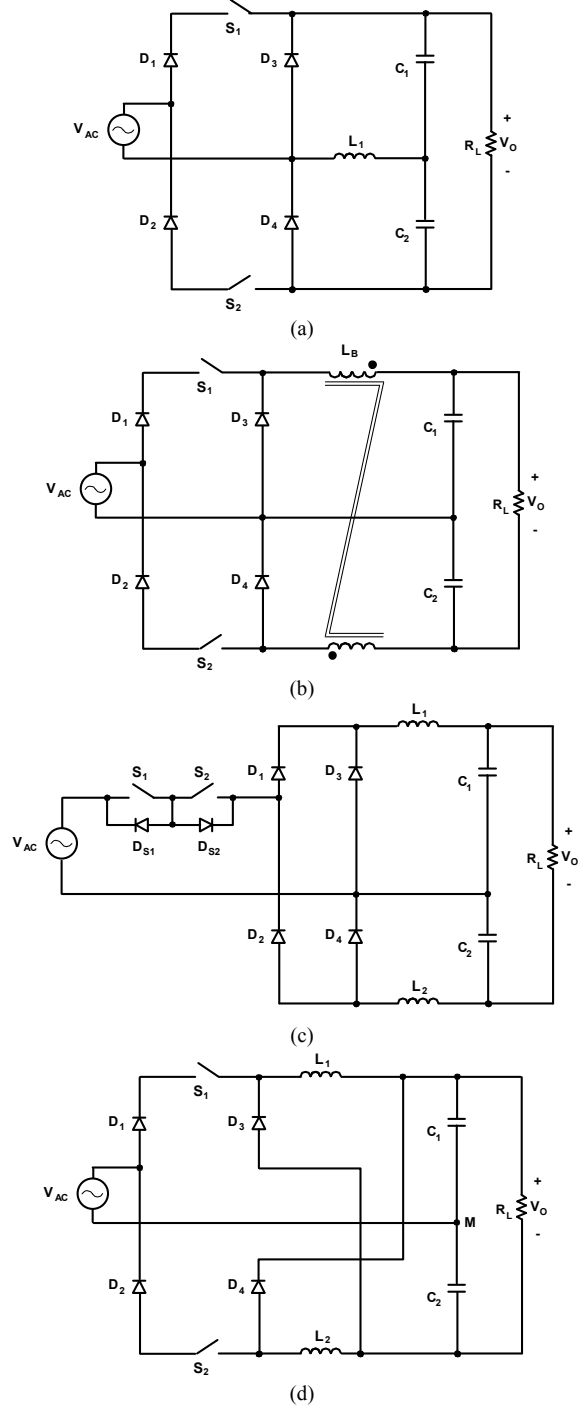 S1
D1 D3 C1
+
VAC L1 RL VO
-
D2 D4 C2
S2
(a)
LB
S1
D1 D3 C1
+
VAC RL VO
-
D2 D4 C2
S2
(b)
L1
S1 S2 D1 D3 C1
DS1 DS2
+
VAC RL VO
-
D2 D4 C2
L2
(c)
L1
S1
D1 D3 C1
+
VAC M RL VO
-
D2 D4 C2
L2
S2
(d)